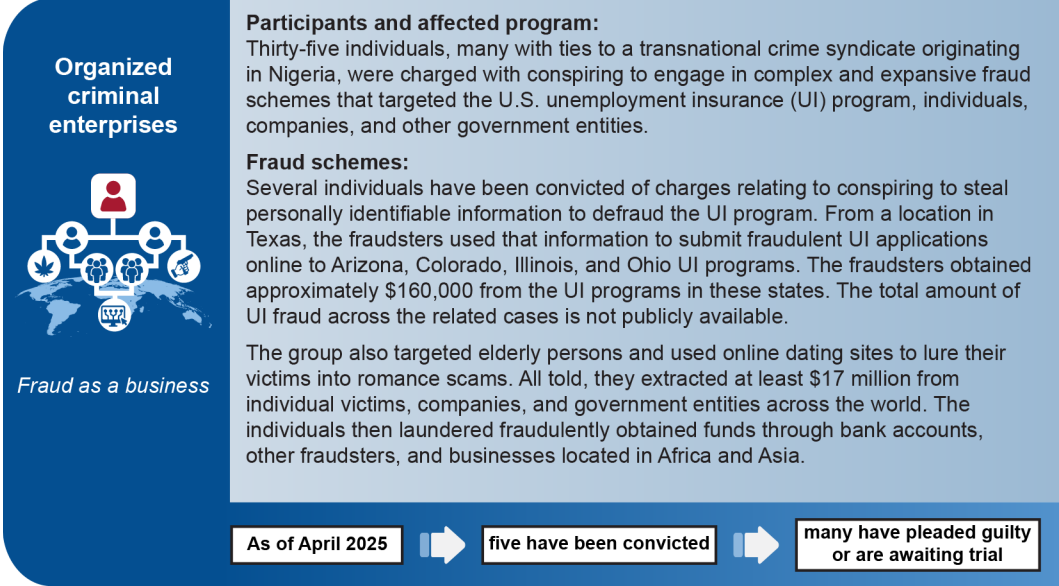 Organized
criminal
enterprises
Fraud as a business
Participants and affected program:
Thirty-five individuals, many with ties to a transnational crime syndicate originating
in Nigeria, were charged with conspiring to engage in complex and expansive fraud
schemes that targeted the U.S. unemployment insurance (UI) program, individuals,
companies, and other government entities.
Fraud schemes:
Several individuals have been convicted of charges relating to conspiring to steal
personally identifiable information to defraud the UI program. From a location in
Texas, the fraudsters used that information to submit fraudulent UI applications
online to Arizona, Colorado, Illinois, and Ohio UI programs. The fraudsters obtained
approximately $160,000 from the UI programs in these states. The total amount of
UI fraud across the related cases is not publicly available.
The group also targeted elderly persons and used online dating sites to lure their
victims into romance scams. All told, they extracted at least $17 million from
individual victims, companies, and government entities across the world. The
individuals then laundered fraudulently obtained funds through bank accounts,
other fraudsters, and businesses located in Africa and Asia.
As of April 2025
five have been convicted
many have pleaded guilty
or are awaiting trial